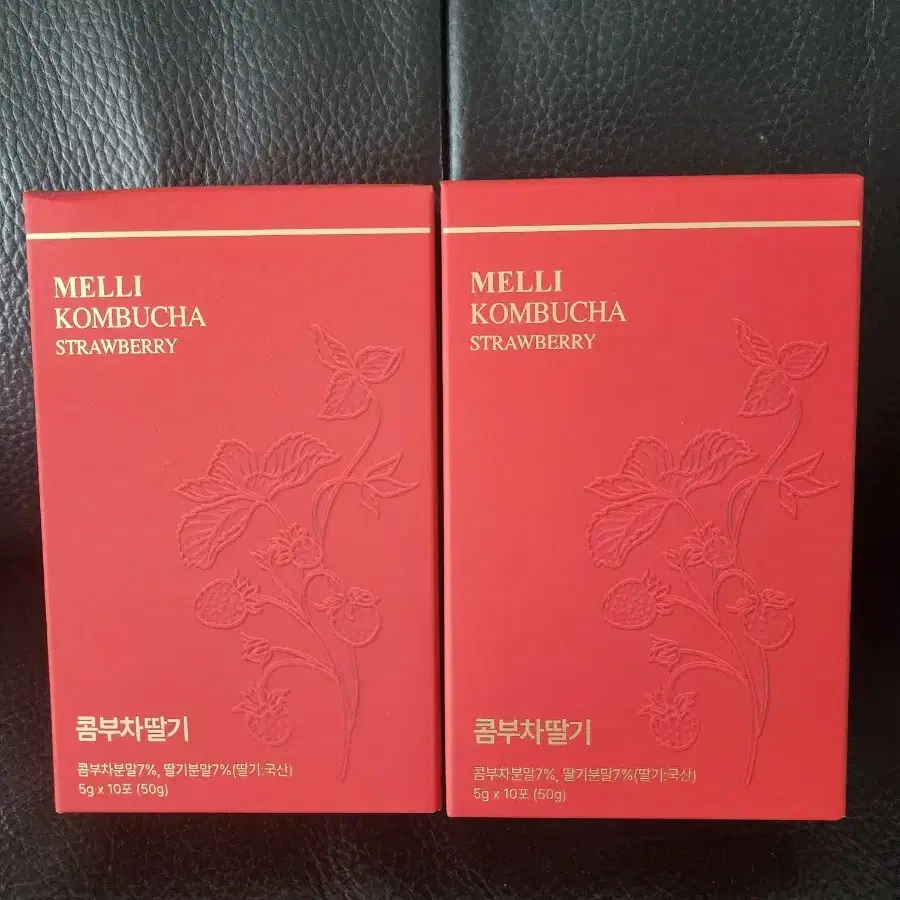 MELLI
KOMBUCHA
STRAWBERRY
콤부차딸기
콤부차분말7%, 딸기분말7%(딸기:국산)
5g x 10포 (50g)
MELLI
KOMBUCHA
STRAWBERRY
콤부차딸기
콤부차분말7%, 딸기분말7%(딸기:국산)
5g x 10포 (50g)